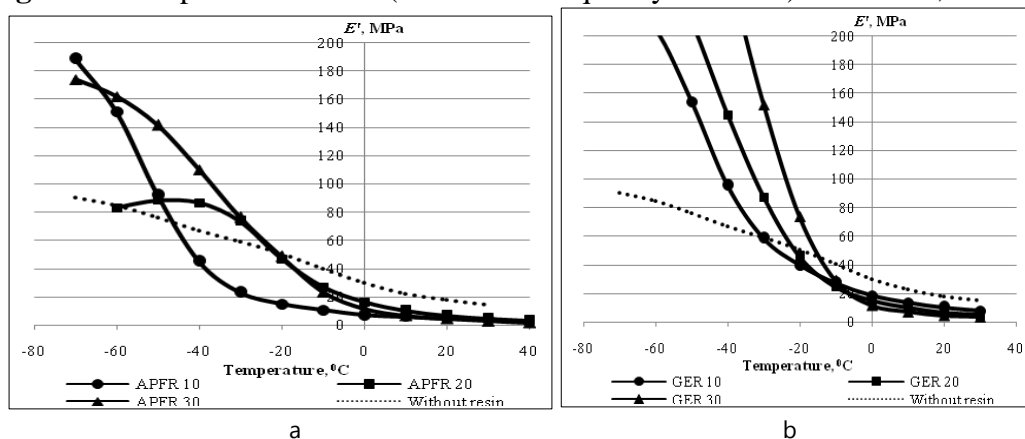 E', MPa
200
180
160
140
120
100
80
60
40
20
0
-80 -60 -40 -20 0 20 40
Temperature, ⁰C
APFR 10 APFR 20
APFR 30 Without resin
a
E', MPa
200
180
160
140
120
100
80
60
40
20
0
-80 -60 -40 -20 0 20 40
Temperature, ⁰C
GER 10 GER 20
GER 30 Without resin
b